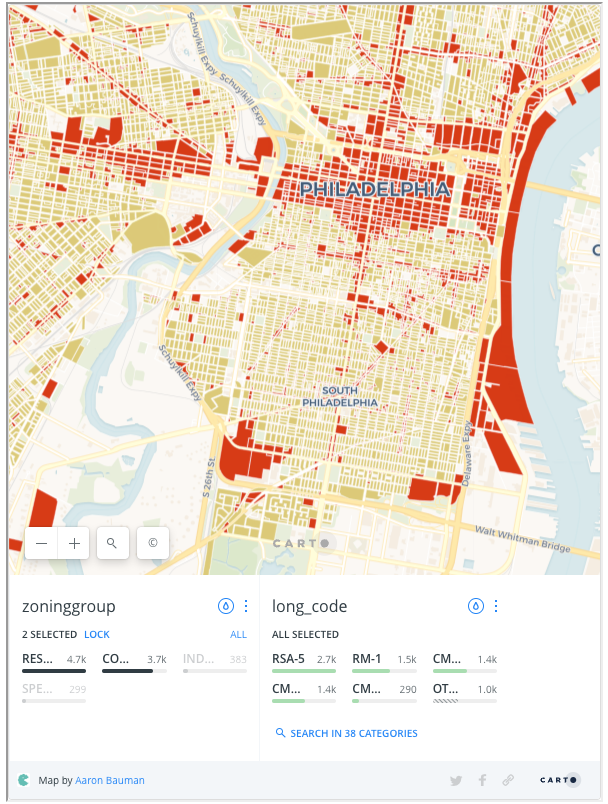 Schuylkill Expy
Schuylkill Expy
PHILADELPHIA
C
Schuylkill Expy
SOUTH
PHILADELPHIA
S 26th St
Delaware Expy
Walt Whitman Bridge
− + ©
CARTO
zoninggroup
2 SELECTED LOCK ALL
RES... 4.7k CO... 3.7k IND... 383
SPE... 299
long_code
ALL SELECTED
RSA-5 2.7k RM-1 1.5k CM... 1.4k
CM... 1.4k CM... 290 OT... 1.0k
SEARCH IN 38 CATEGORIES
Map by Aaron Bauman
CARTO